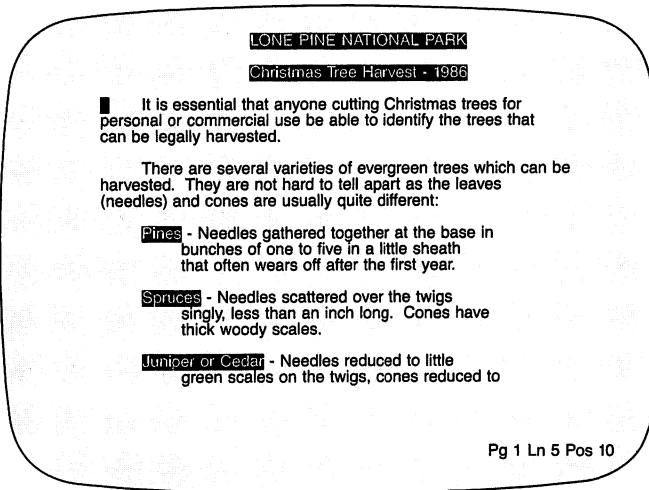 LONE PINE NATIONAL PARK
Christmas Tree Harvest - 1986
It is essential that anyone cutting Christmas trees for
personal or commercial use be able to identify the trees that
can be legally harvested.
There are several varieties of evergreen trees which can be
harvested. They are not hard to tell apart as the leaves
(needles) and cones are usually quite different:
Pines - Needles gathered together at the base in
bunches of one to five in a little sheath
that often wears off after the first year.
Spruces - Needles scattered over the twigs
singly, less than an inch long. Cones have
thick woody scales.
Juniper or Cedar - Needles reduced to little
green scales on the twigs, cones reduced to
Pg 1 Ln 5 Pos 10